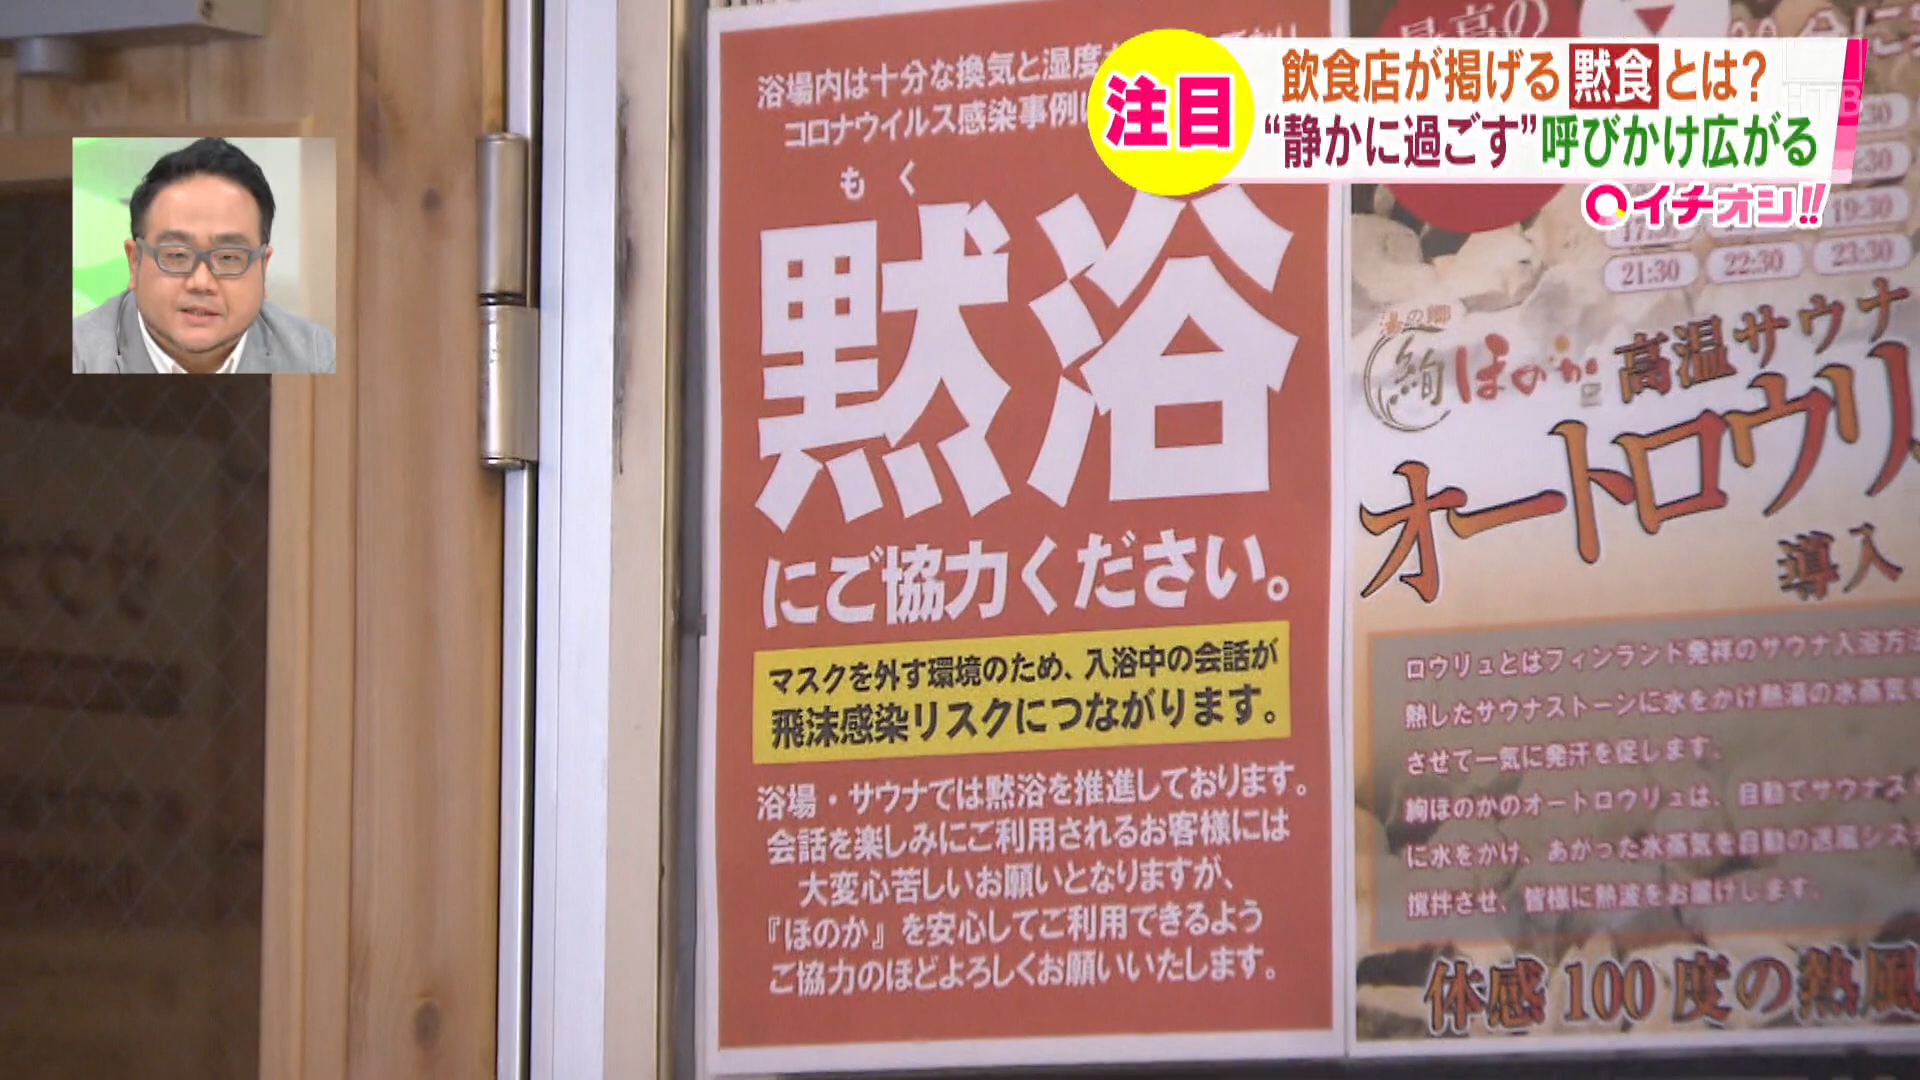 注目
飲食店が掲げる 黙食 とは？
“静かに過ごす”呼びかけ広がる
イチオシ!!
HTB
浴場内は十分な換気と湿度
コロナウイルス感染事例
もく
黙浴
にご協力ください。
マスクを外す環境のため、入浴中の会話が
飛沫感染リスクにつながります。
浴場・サウナでは黙浴を推進しております。
会話を楽しみにご利用されるお客様には
大変心苦しいお願いとなりますが、
『ほのか』を安心してご利用できるよう
ご協力のほどよろしくお願いいたします。
最高の
19:30
21:30 22:30 23:30
湯の郷
絢ほのか 高温サウナ
オートロウリ
導入
ロウリュとはフィンランド発祥のサウナ入浴方法
熱したサウナストーンに水をかけ熱湯の水蒸気を
させて一気に発汗を促します。
絢ほのかのオートロウリュは、自動でサウナス
に水をかけ、あがった水蒸気を自動の送風シス
撹拌させ、皆様に熱波をお届けします。
体感100度の熱風